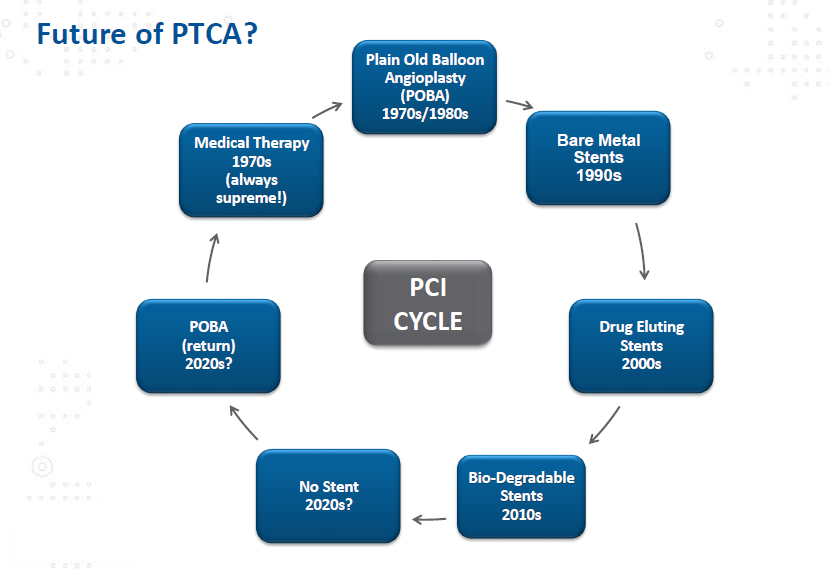 Future of PTCA?
Plain Old Balloon
Angioplasty
(POBA)
1970s/1980s
Bare Metal
Stents
1990s
Drug Eluting
Stents
2000s
Bio-Degradable
Stents
2010s
No Stent
2020s?
POBA
(return)
2020s?
Medical Therapy
1970s
(always
supreme!)
PCI
CYCLE